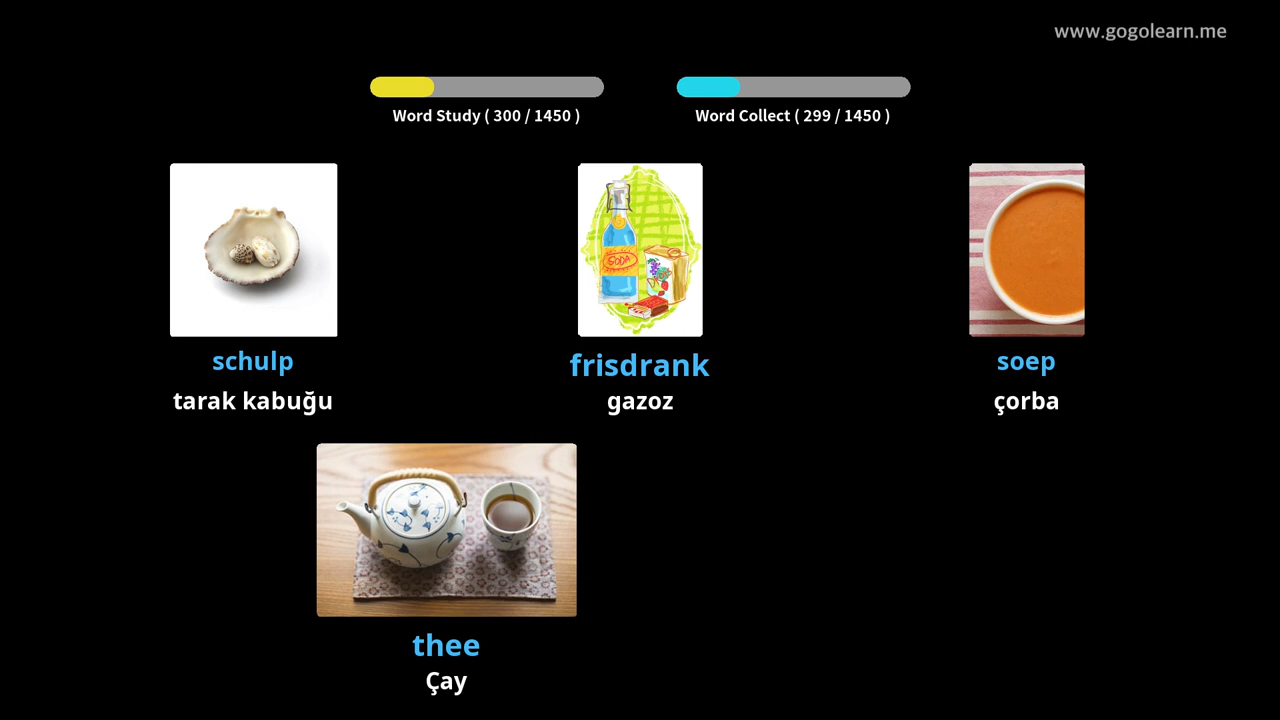 www.gogolearn.me
Word Study ( 300 / 1450 )
Word Collect ( 299 / 1450 )
SODA
schulp
frisdrank
soep
tarak kabuğu
gazoz
çorba
thee
Çay